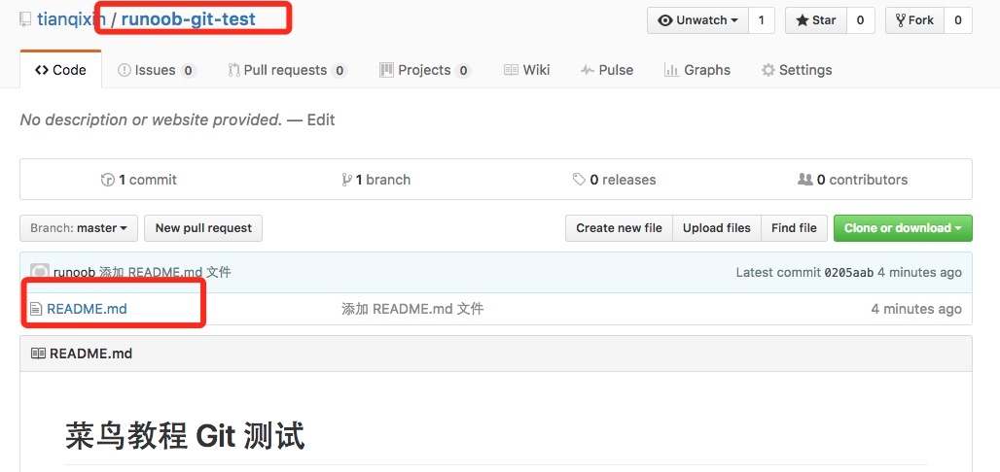 tianqixin / runoob-git-test Unwatch 1 Star 0 Fork 0
Code Issues 0 Pull requests 0 Projects 0 Wiki Pulse Graphs Settings
No description or website provided. — Edit
1 commit 1 branch 0 releases 0 contributors
Branch: master New pull request Create new file Upload files Find file Clone or download
runoob 添加 README.md 文件 Latest commit 0205aab 4 minutes ago
README.md 添加 README.md 文件 4 minutes ago
README.md
菜鸟教程 Git 测试